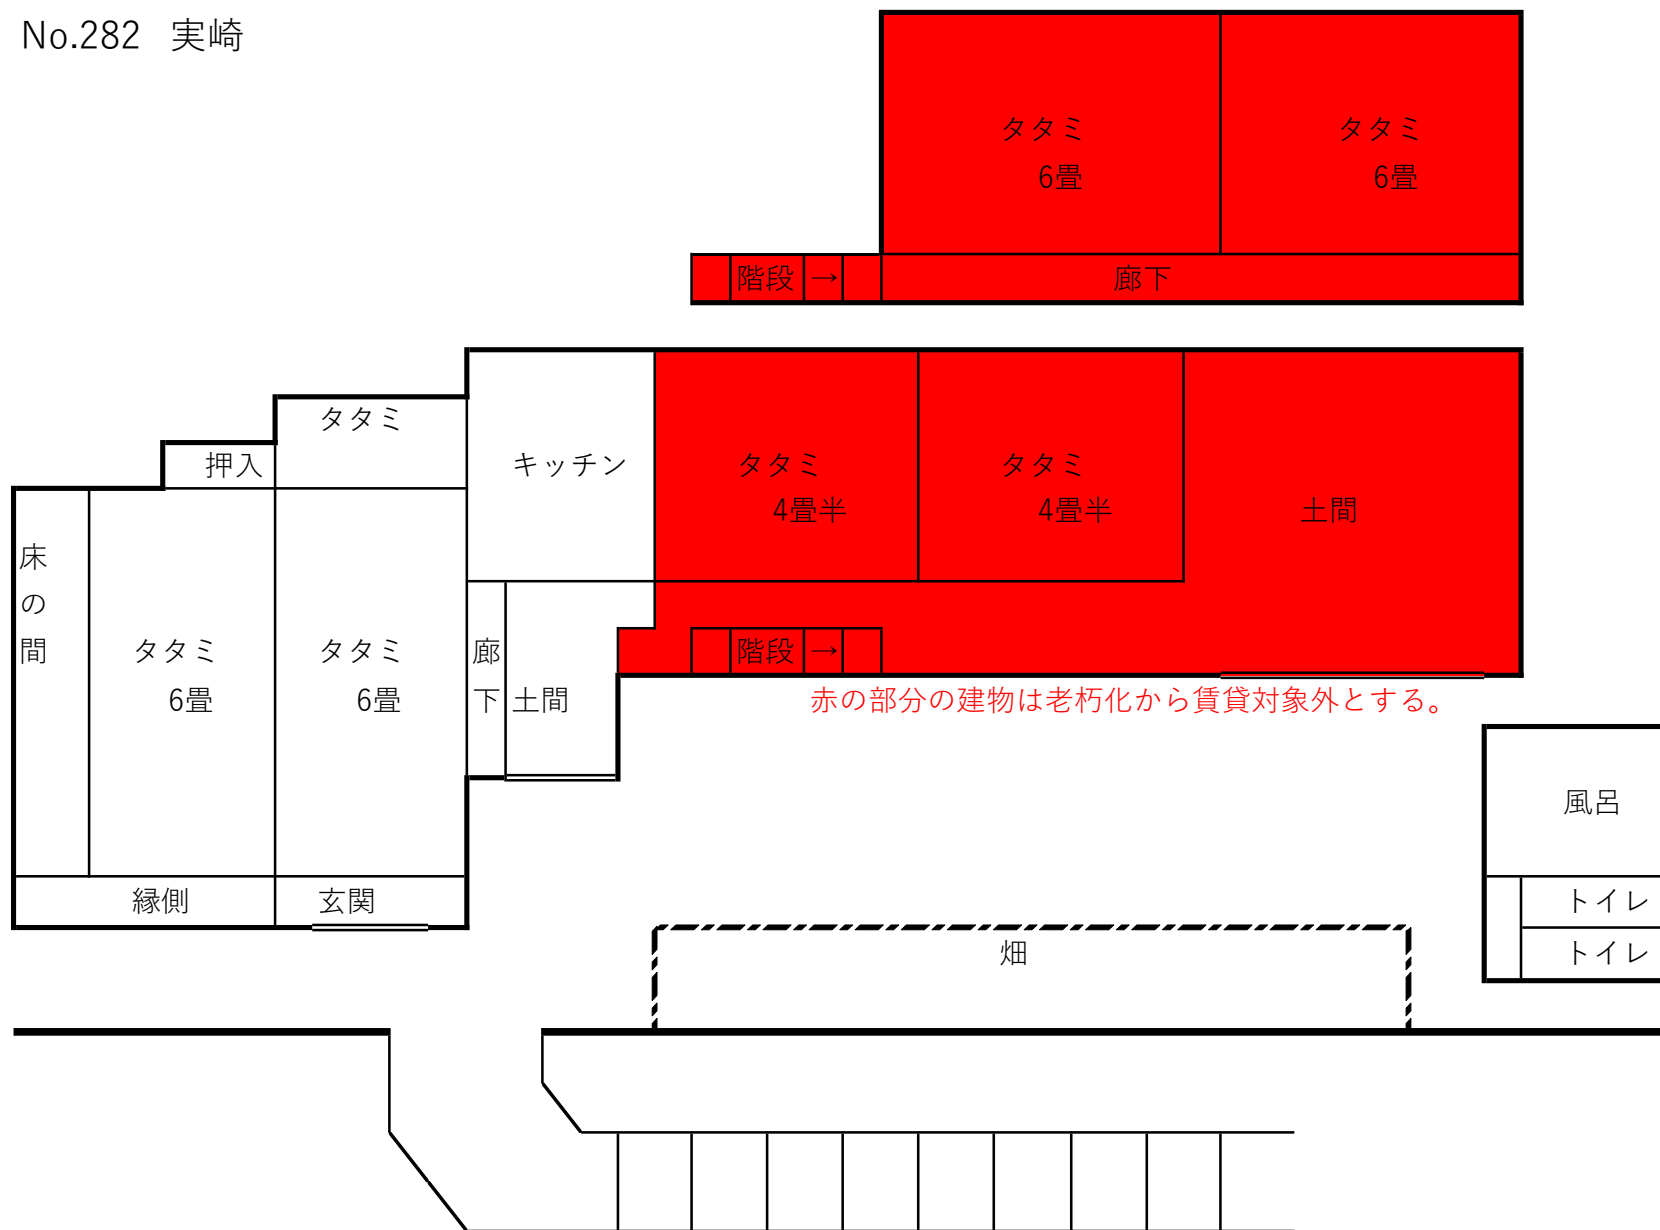 No.282 実崎
タタミ
6畳
タタミ
6畳
階段 →
廊下
タタミ
押入
キッチン
タタミ
4畳半
タタミ
4畳半
土間
床の間
タタミ
6畳
タタミ
6畳
廊下
土間
階段 →
赤の部分の建物は老朽化から賃貸対象外とする。
風呂
縁側
玄関
トイレ
トイレ
畑